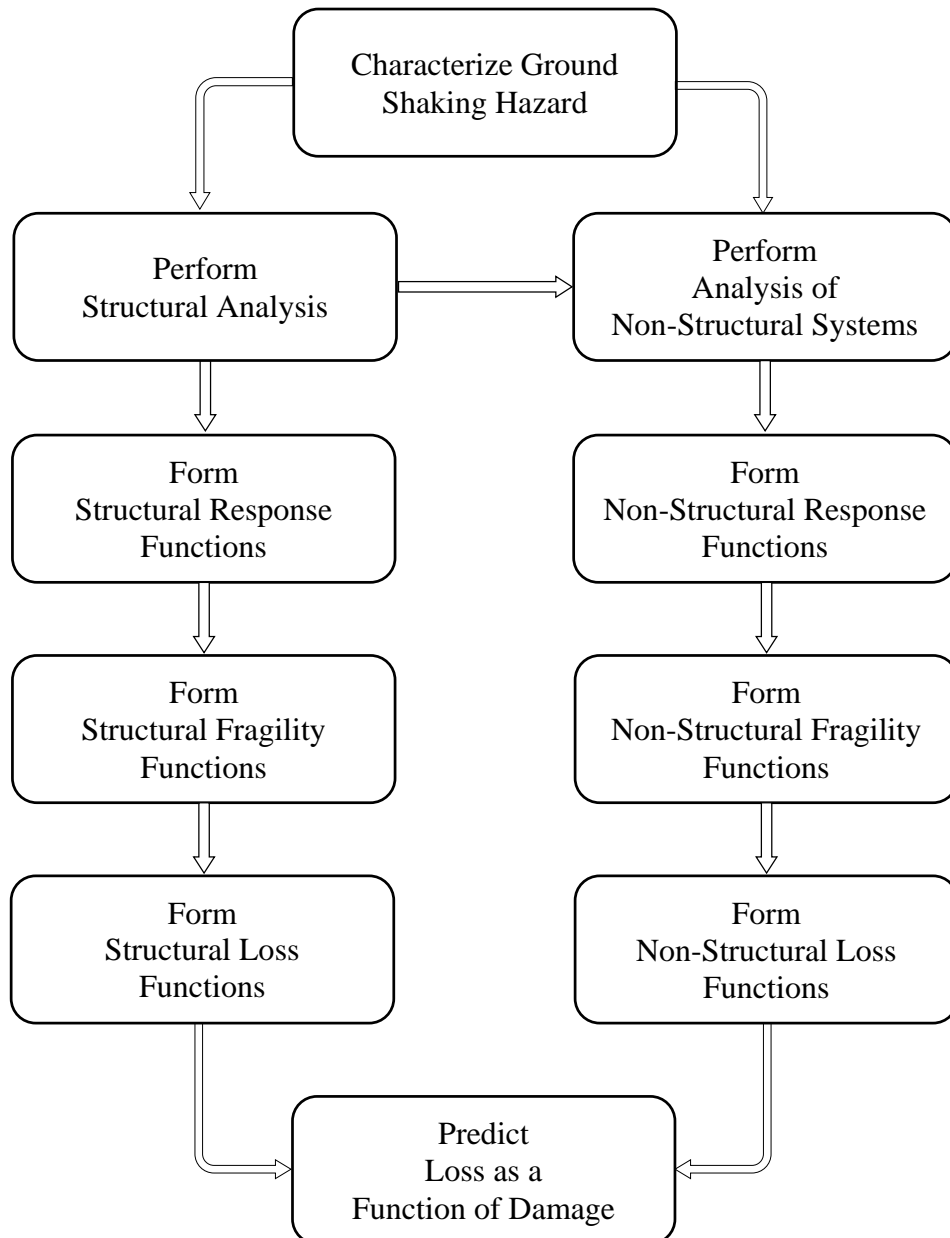 Characterize Ground
Shaking Hazard
Perform
Structural Analysis
Perform
Analysis of
Non-Structural Systems
Form
Structural Response
Functions
Form
Non-Structural Response
Functions
Form
Structural Fragility
Functions
Form
Non-Structural Fragility
Functions
Form
Structural Loss
Functions
Form
Non-Structural Loss
Functions
Predict
Loss as a
Function of Damage